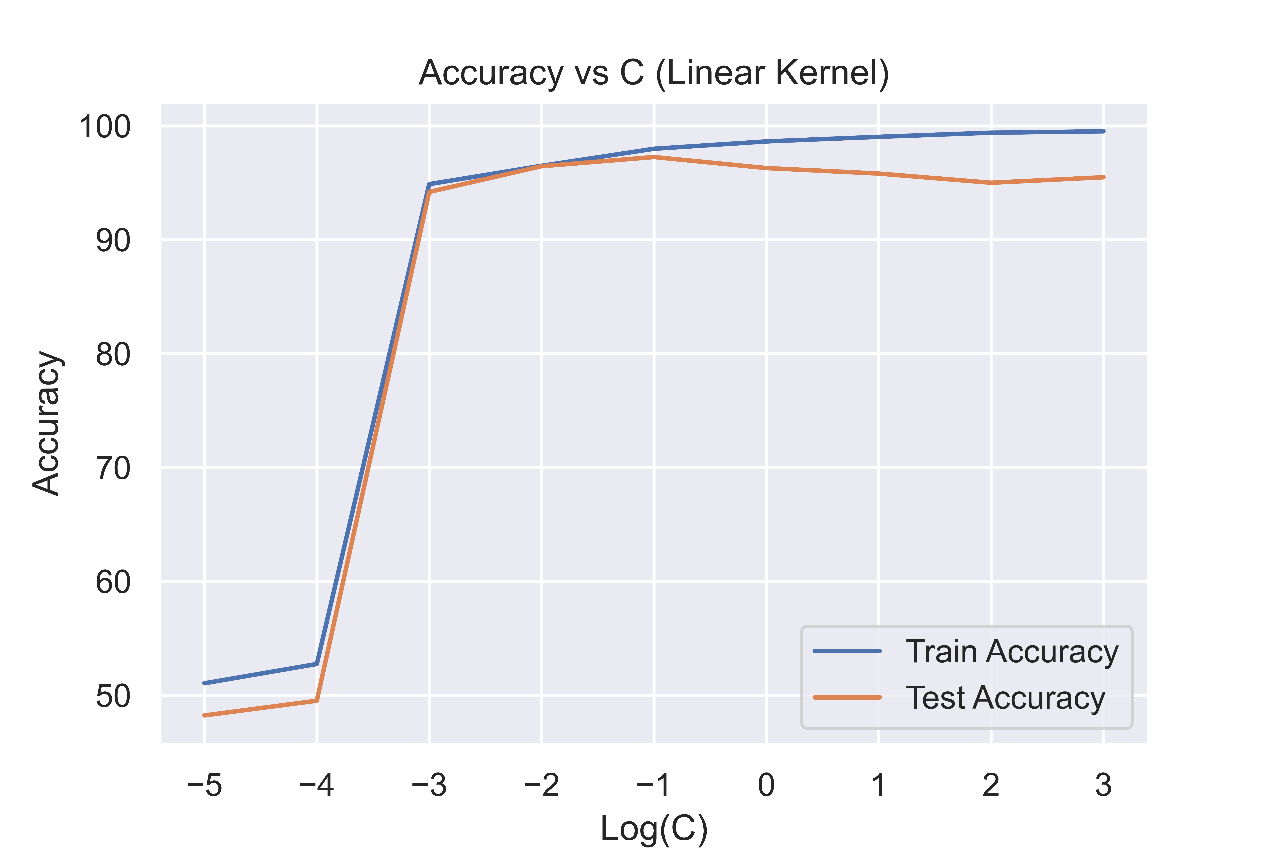 Accuracy vs C (Linear Kernel)
100
90
80
70
60
50
Accuracy
Train Accuracy
Test Accuracy
−5 −4 −3 −2 −1 0 1 2 3
Log(C)